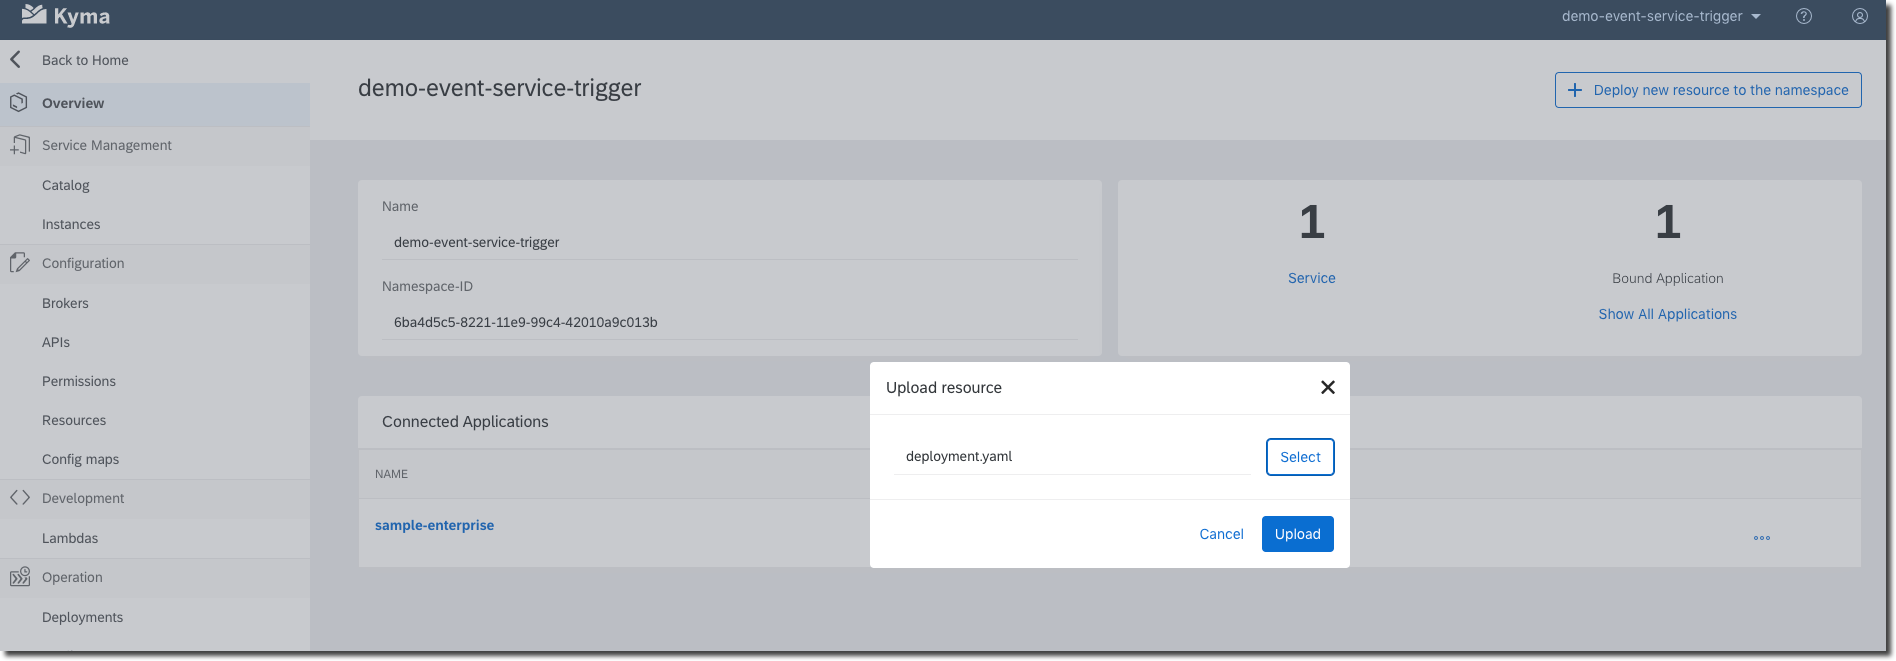 Kyma
demo-event-service-trigger
Back to Home
Overview
Service Management
Catalog
Instances
Configuration
Brokers
APIs
Permissions
Resources
Config maps
Development
Lambdas
Operation
Deployments
demo-event-service-trigger
+ Deploy new resource to the namespace
Name
demo-event-service-trigger
Namespace-ID
6ba4d5c5-8221-11e9-99c4-42010a9c013b
1
Service
1
Bound Application
Show All Applications
Connected Applications
NAME
sample-enterprise
Upload resource
deployment.yaml
Select
Cancel
Upload